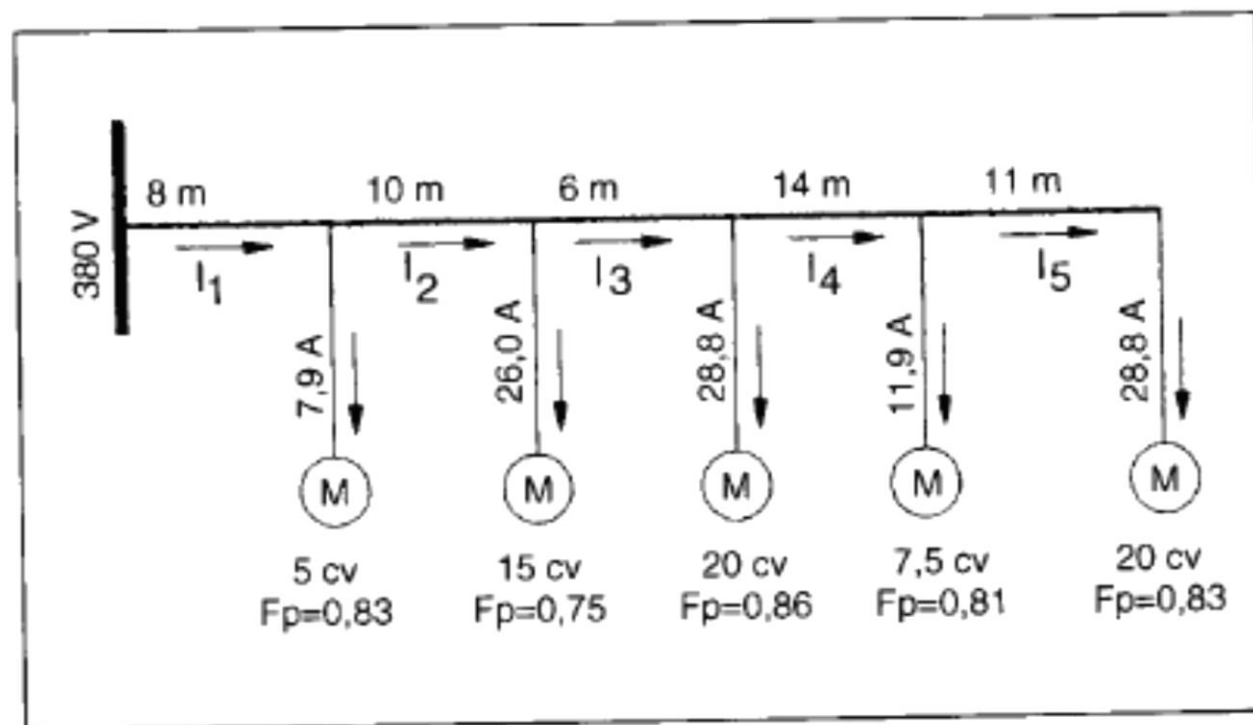 8 m
10 m
6 m
14 m
11 m
380 V
I1
I2
I3
I4
I5
7,9 A
26,0 A
28,8 A
11,9 A
28,8 A
M
M
M
M
M
5 cv
Fp=0,83
15 cv
Fp=0,75
20 cv
Fp=0,86
7,5 cv
Fp=0,81
20 cv
Fp=0,83